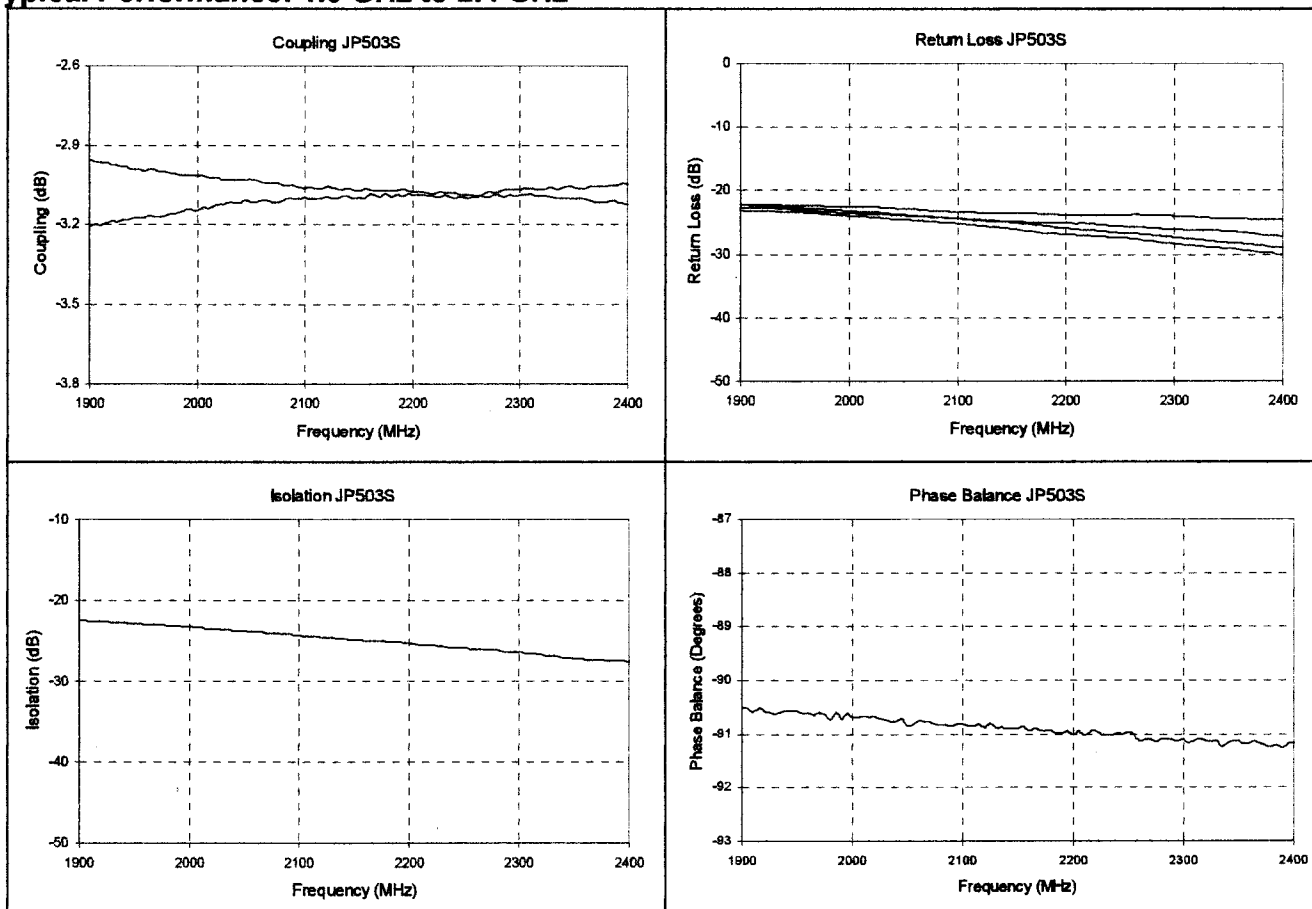 ypical Performance: 1.9 GHz to 2.4 GHz
Coupling JP503S
-2.6
-2.9
-3.2
-3.5
-3.8
Coupling (dB)
1900 2000 2100 2200 2300 2400
Frequency (MHz)
Return Loss JP503S
0
-10
-20
-30
-40
-50
Return Loss (dB)
1900 2000 2100 2200 2300 2400
Frequency (MHz)
Isolation JP503S
-10
-20
-30
-40
-50
Isolation (dB)
1900 2000 2100 2200 2300 2400
Frequency (MHz)
Phase Balance JP503S
-87
-88
-89
-90
-91
-92
-93
Phase Balance (Degrees)
1900 2000 2100 2200 2300 2400
Frequency (MHz)